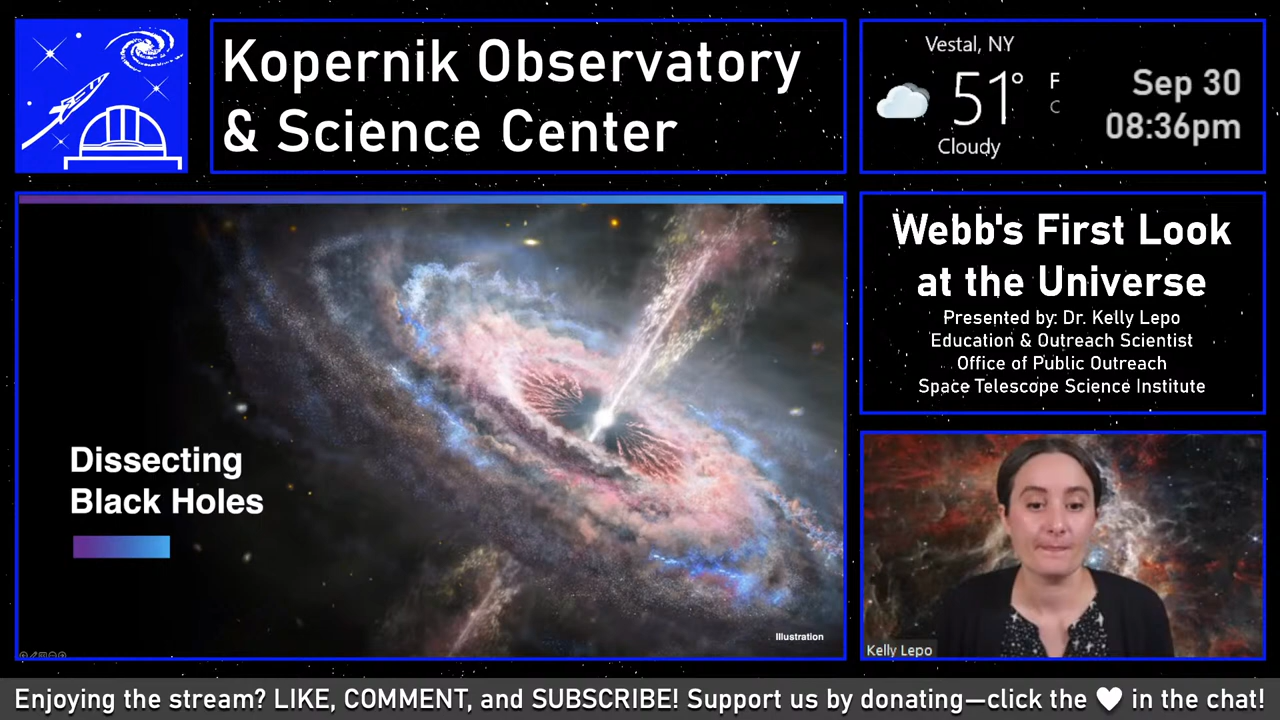 Kopernik Observatory
& Science Center
Vestal, NY
51° F
C
Cloudy
Sep 30
08:36pm
Dissecting
Black Holes
Illustration
Webb's First Look
at the Universe
Presented by: Dr. Kelly Lepo
Education & Outreach Scientist
Office of Public Outreach
Space Telescope Science Institute
Kelly Lepo
Enjoying the stream? LIKE, COMMENT, and SUBSCRIBE! Support us by donating—click the ♥ in the chat!